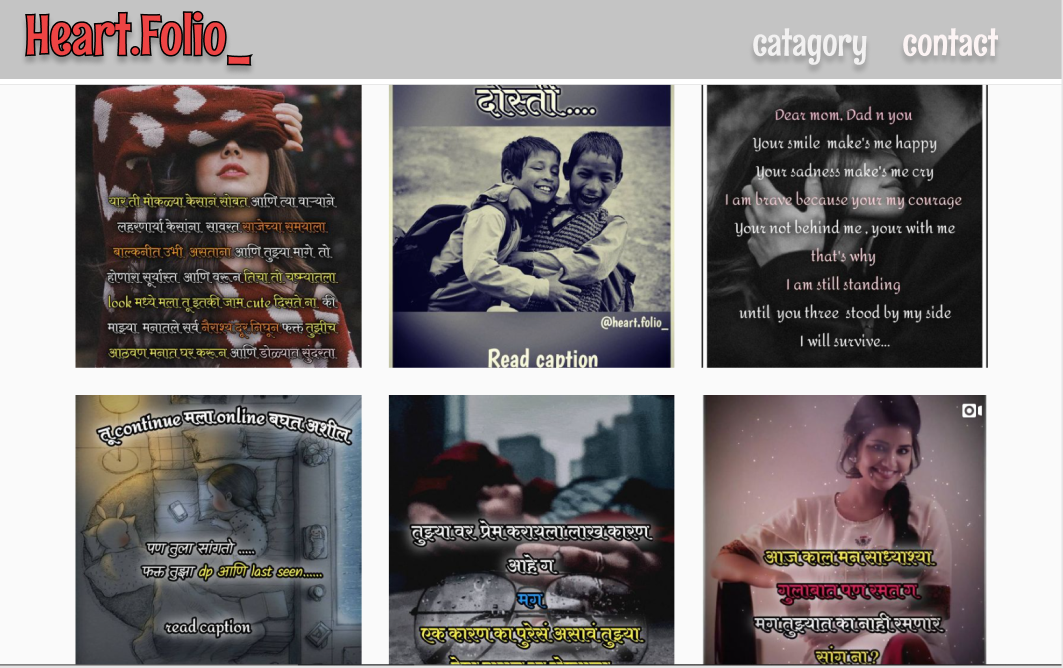 Heart.Folio_
catagory
contact
यार ती मोकळ्या केसानं सोबत आणि त्या वाऱ्याने
लहरणार्या केसांना सावरत साजेच्या समयाला
बाल्कनीत उभी असताना आणि तुझ्या मागे तो
होणारा सूर्यास्त आणि वरून तिचा तो चष्म्यातला
look मध्ये मला तू इतकी जाम cute दिसते ना की
माझ्या मनातले सर्व नैराश्य दूर निघून फक्त तुझीच
आठवण मनात घर करून आणि डोळ्यात सुंदरता
दोस्ती....
@heart.folio_
Read caption
Dear mom, Dad n you
Your smile make's me happy
Your sadness make's me cry
I am brave because your my courage
Your not behind me , your with me
that's why
I am still standing
until you three stood by my side
I will survive...
तू continue मला online बघत अशील
पण तुला सांगतो .....
फक्त तुझा dp आणि last seen......
read caption
तुझ्या वर प्रेम करायला लाख कारण
आहे ग
मग
एक कारण का पुरेसं असावं तुझ्या
आज काल मन साध्याश्या
गुलाबात पण रमत ग
मग तुझ्यात का नाही रमणार
सांग ना?